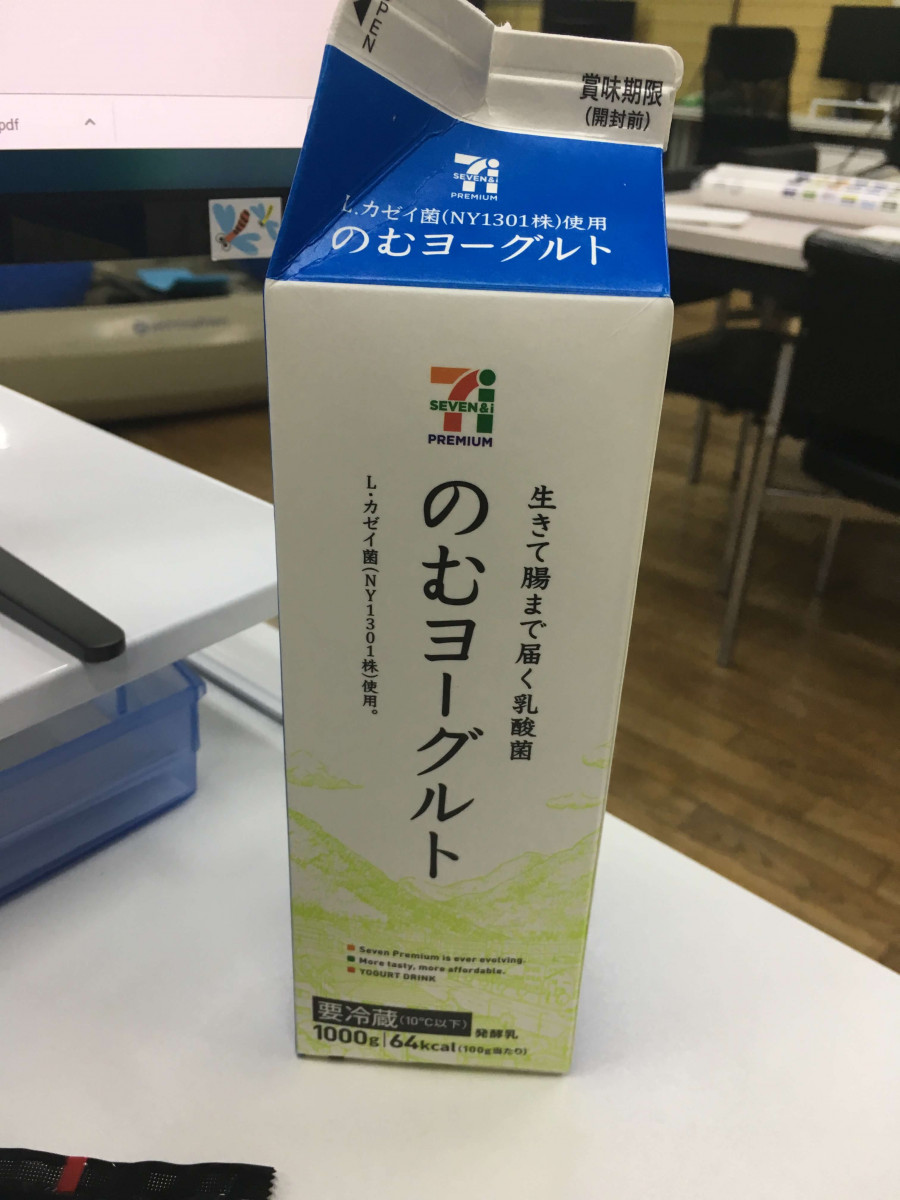 pdf
PEN
賞味期限
(開封前)
7i
SEVEN&i
PREMIUM
L.カゼイ菌(NY1301株)使用
のむヨーグルト
7i
SEVEN&i
PREMIUM
生きて腸まで届く乳酸菌
のむヨーグルト
L・カゼイ菌(NY1301株)使用。
Seven Premium is ever evolving.
More tasty, more affordable.
YOGURT DRINK
要冷蔵(10℃以下) 発酵乳
1000g 64kcal(100g当たり)